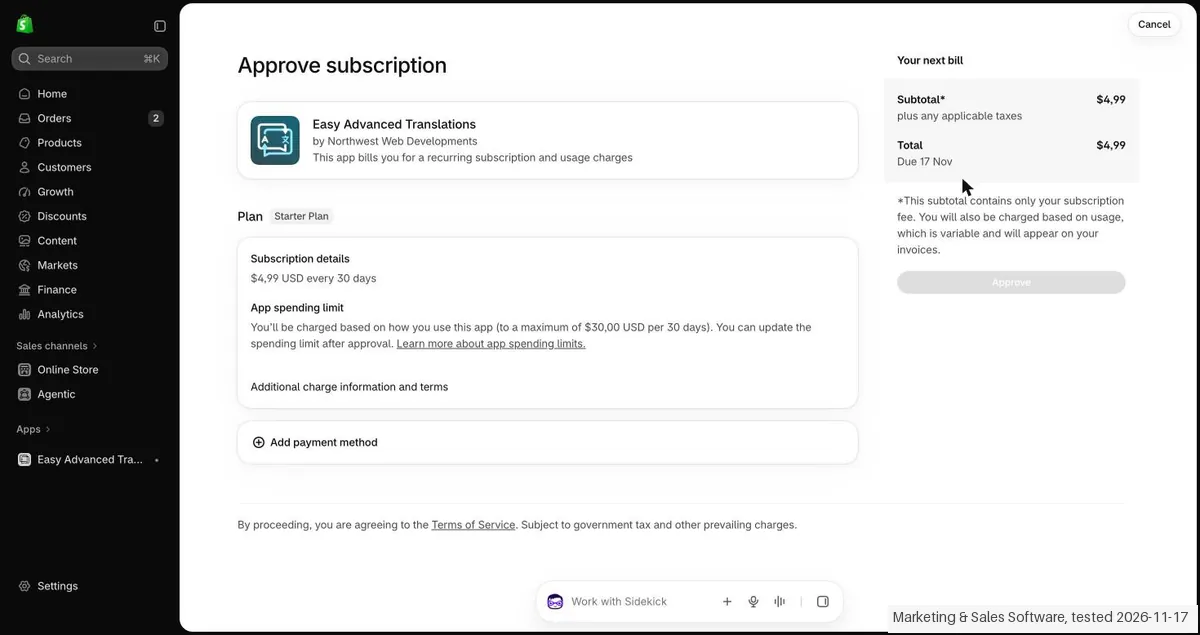 Search ⌘K
Home
Orders 2
Products
Customers
Growth
Discounts
Content
Markets
Finance
Analytics
Sales channels
Online Store
Agentic
Apps
Easy Advanced Tra...
Settings
Cancel
Approve subscription
Easy Advanced Translations
by Northwest Web Developments
This app bills you for a recurring subscription and usage charges
Plan Starter Plan
Subscription details
$4,99 USD every 30 days
App spending limit
You'll be charged based on how you use this app (to a maximum of $30,00 USD per 30 days). You can update the
spending limit after approval. Learn more about app spending limits.
Additional charge information and terms
Add payment method
By proceeding, you are agreeing to the Terms of Service. Subject to government tax and other prevailing charges.
Your next bill
Subtotal* $4,99
plus any applicable taxes
Total $4,99
Due 17 Nov
*This subtotal contains only your subscription
fee. You will also be charged based on usage,
which is variable and will appear on your
invoices.
Approve
Work with Sidekick
Marketing & Sales Software, tested 2026-11-17